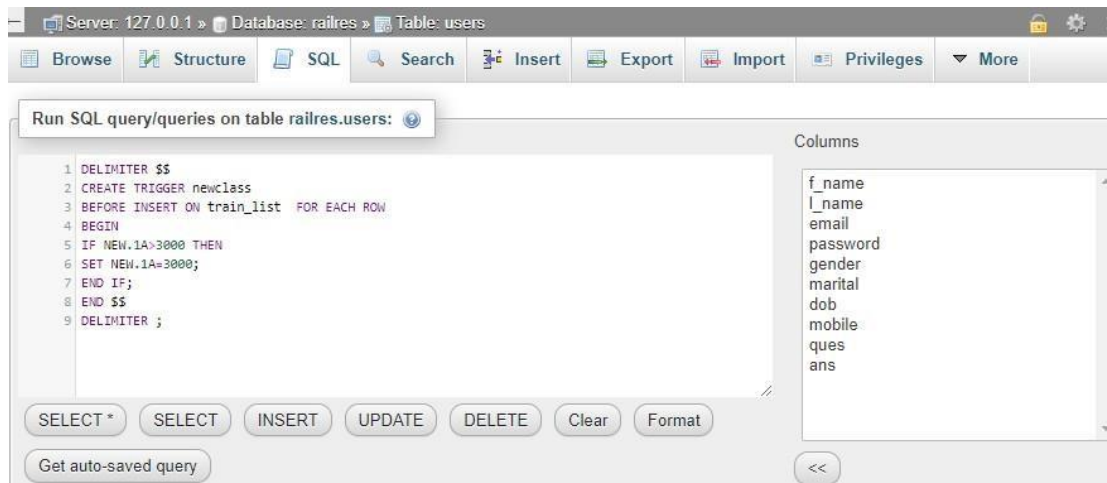 Server: 127.0.0.1 » Database: railres » Table: users
Browse Structure SQL Search Insert Export Import Privileges More
Run SQL query/queries on table railres.users:
Columns
1 DELIMITER $$
2 CREATE TRIGGER newclass
3 BEFORE INSERT ON train_list  FOR EACH ROW
4 BEGIN
5 IF NEW.1A>3000 THEN
6 SET NEW.1A=3000;
7 END IF;
8 END $$
9 DELIMITER ;
f_name
l_name
email
password
gender
marital
dob
mobile
ques
ans
SELECT * SELECT INSERT UPDATE DELETE Clear Format
Get auto-saved query
<<